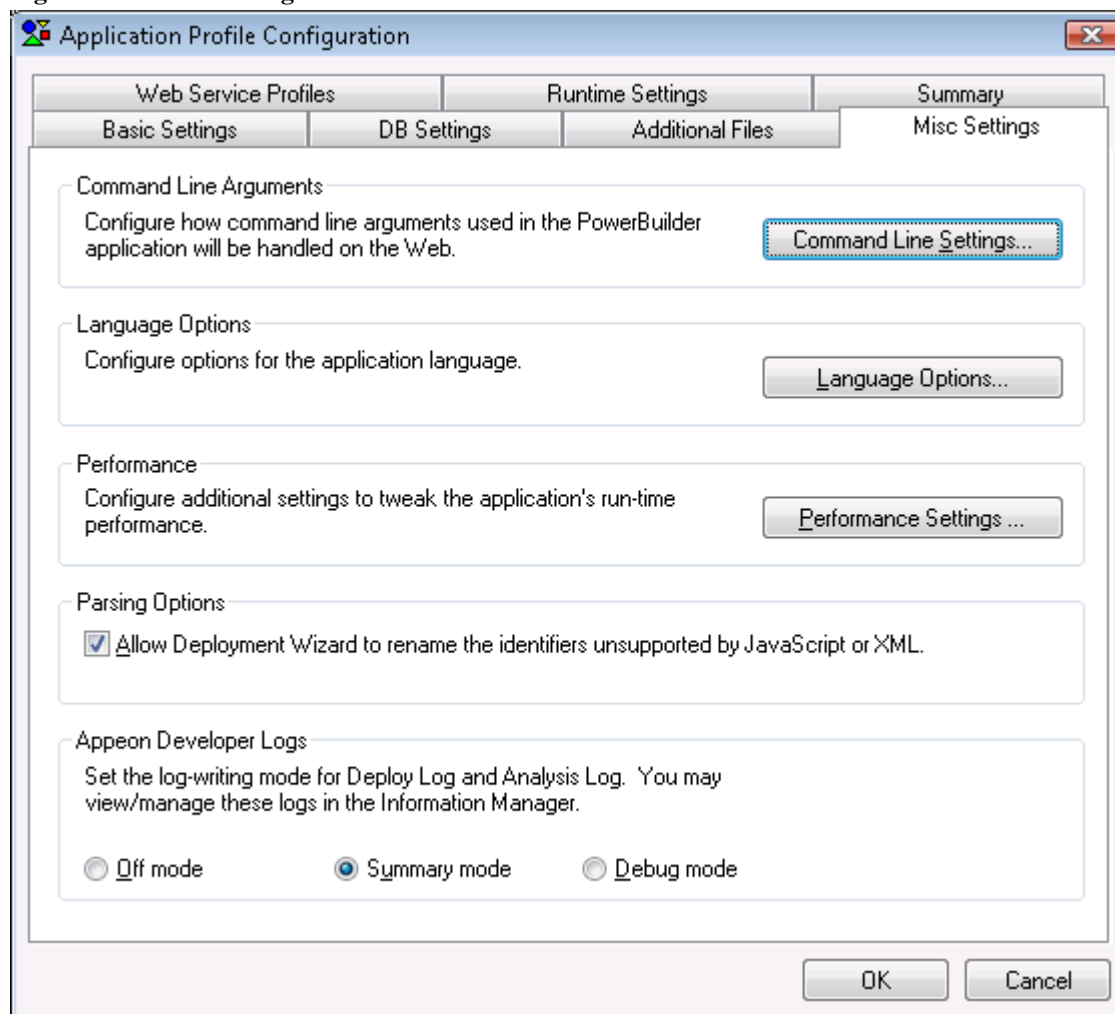 Application Profile Configuration
Web Service Profiles
Runtime Settings
Summary
Basic Settings
DB Settings
Additional Files
Misc Settings
Command Line Arguments
Configure how command line arguments used in the PowerBuilder
application will be handled on the Web.
Command Line Settings...
Language Options
Configure options for the application language.
Language Options...
Performance
Configure additional settings to tweak the application's run-time
performance.
Performance Settings ...
Parsing Options
Allow Deployment Wizard to rename the identifiers unsupported by JavaScript or XML.
Appeon Developer Logs
Set the log-writing mode for Deploy Log and Analysis Log. You may
view/manage these logs in the Information Manager.
Off mode
Summary mode
Debug mode
OK
Cancel